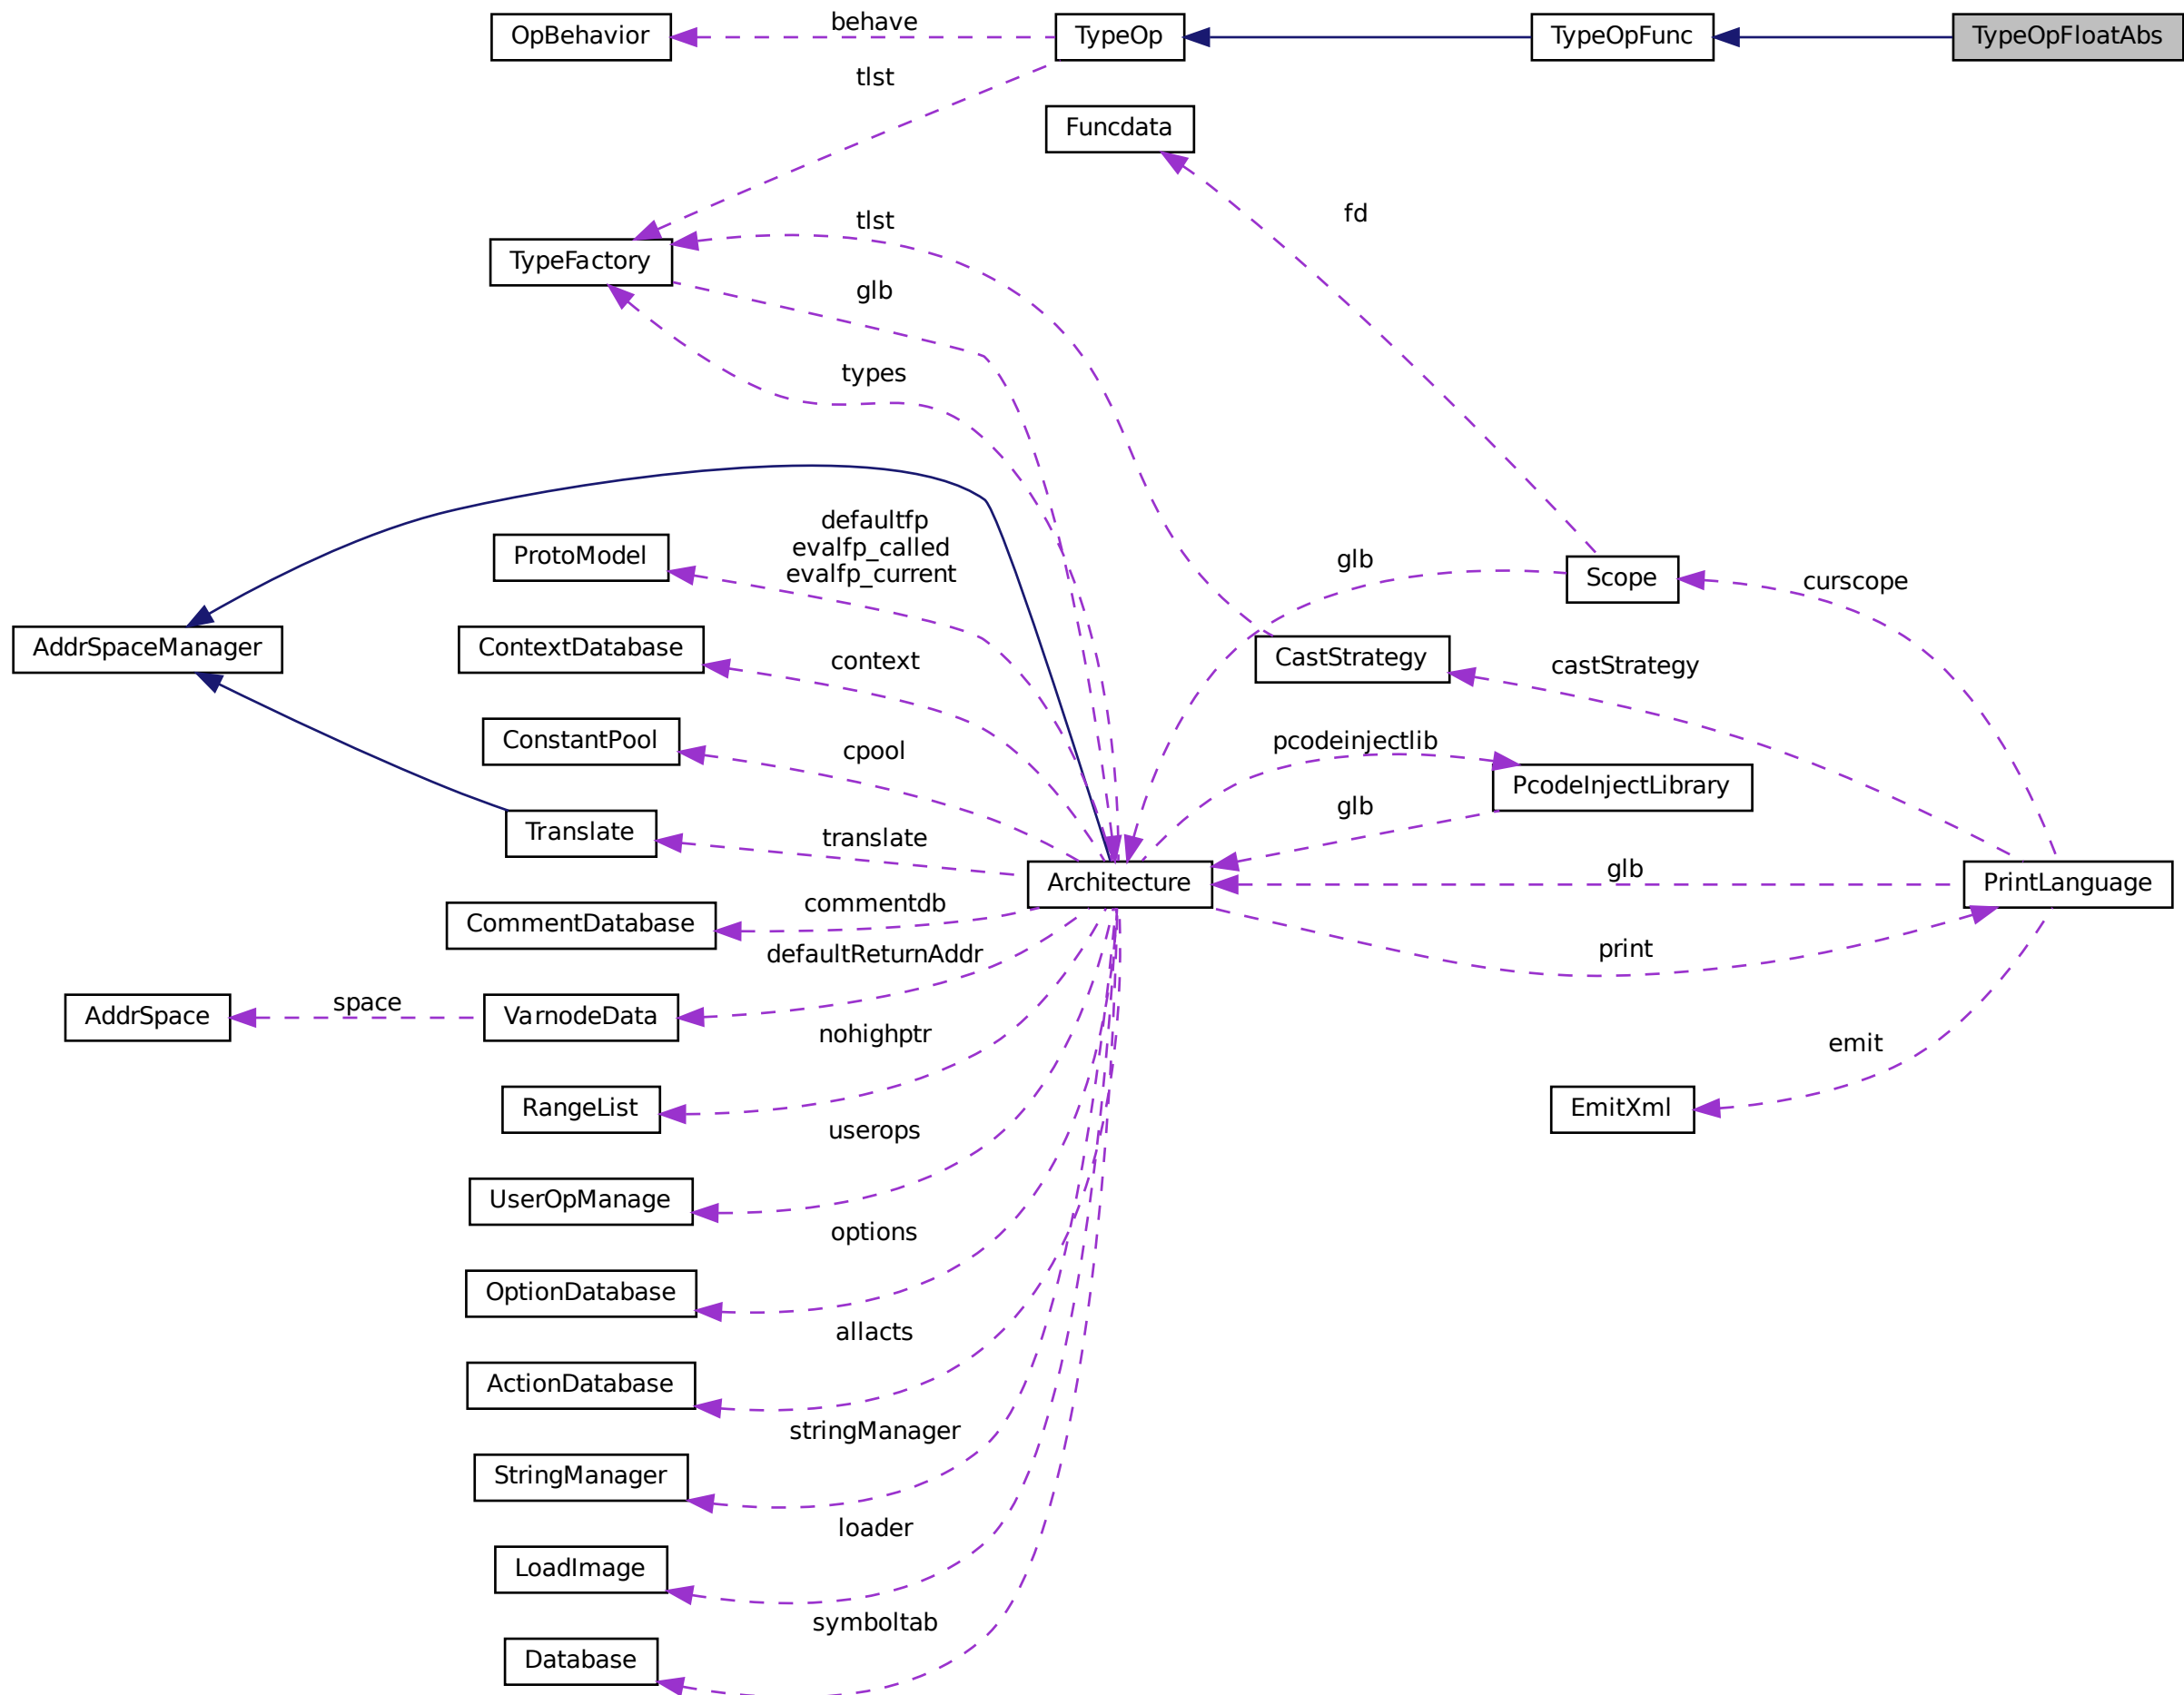 OpBehavior
behave
TypeOp
TypeOpFunc
TypeOpFloatAbs
tlst
Funcdata
fd
tlst
TypeFactory
glb
types
defaultfp
evalfp_called
evalfp_current
ProtoModel
glb
Scope
curscope
AddrSpaceManager
ContextDatabase
context
CastStrategy
castStrategy
ConstantPool
cpool
pcodeinjectlib
PcodeInjectLibrary
glb
Translate
translate
Architecture
glb
PrintLanguage
CommentDatabase
commentdb
print
defaultReturnAddr
AddrSpace
space
VarnodeData
nohighptr
emit
RangeList
EmitXml
userops
UserOpManage
options
OptionDatabase
allacts
ActionDatabase
stringManager
StringManager
loader
LoadImage
symboltab
Database